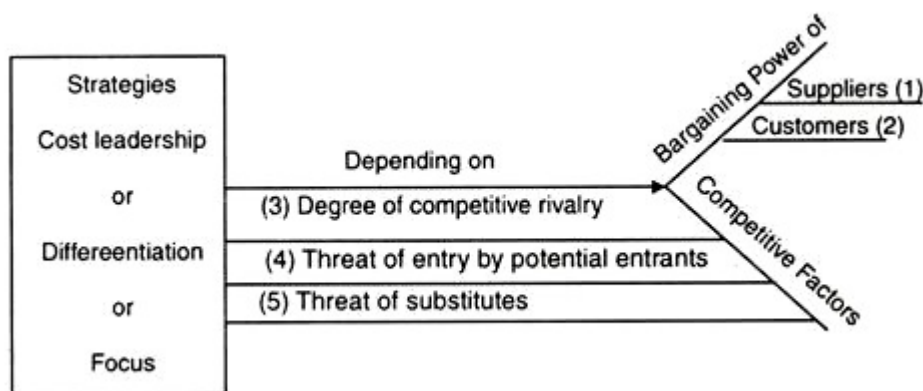 Strategies
Cost leadership
or
Differeentiation
or
Focus
Depending on
(3) Degree of competitive rivalry
(4) Threat of entry by potential entrants
(5) Threat of substitutes
Bargaining Power of
Suppliers (1)
Customers (2)
Competitive Factors